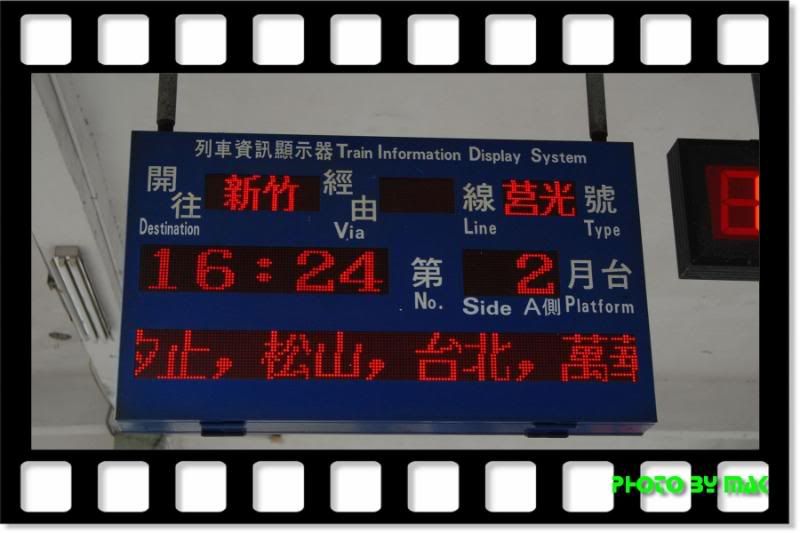 列車資訊顯示器 Train Information Display System
開往 新竹 經由 線 莒光 號
Destination Via Line Type
16:24 第 2 月台
No. Side A側 Platform
止，松山，台北，萬華
PHOTO BY MAK